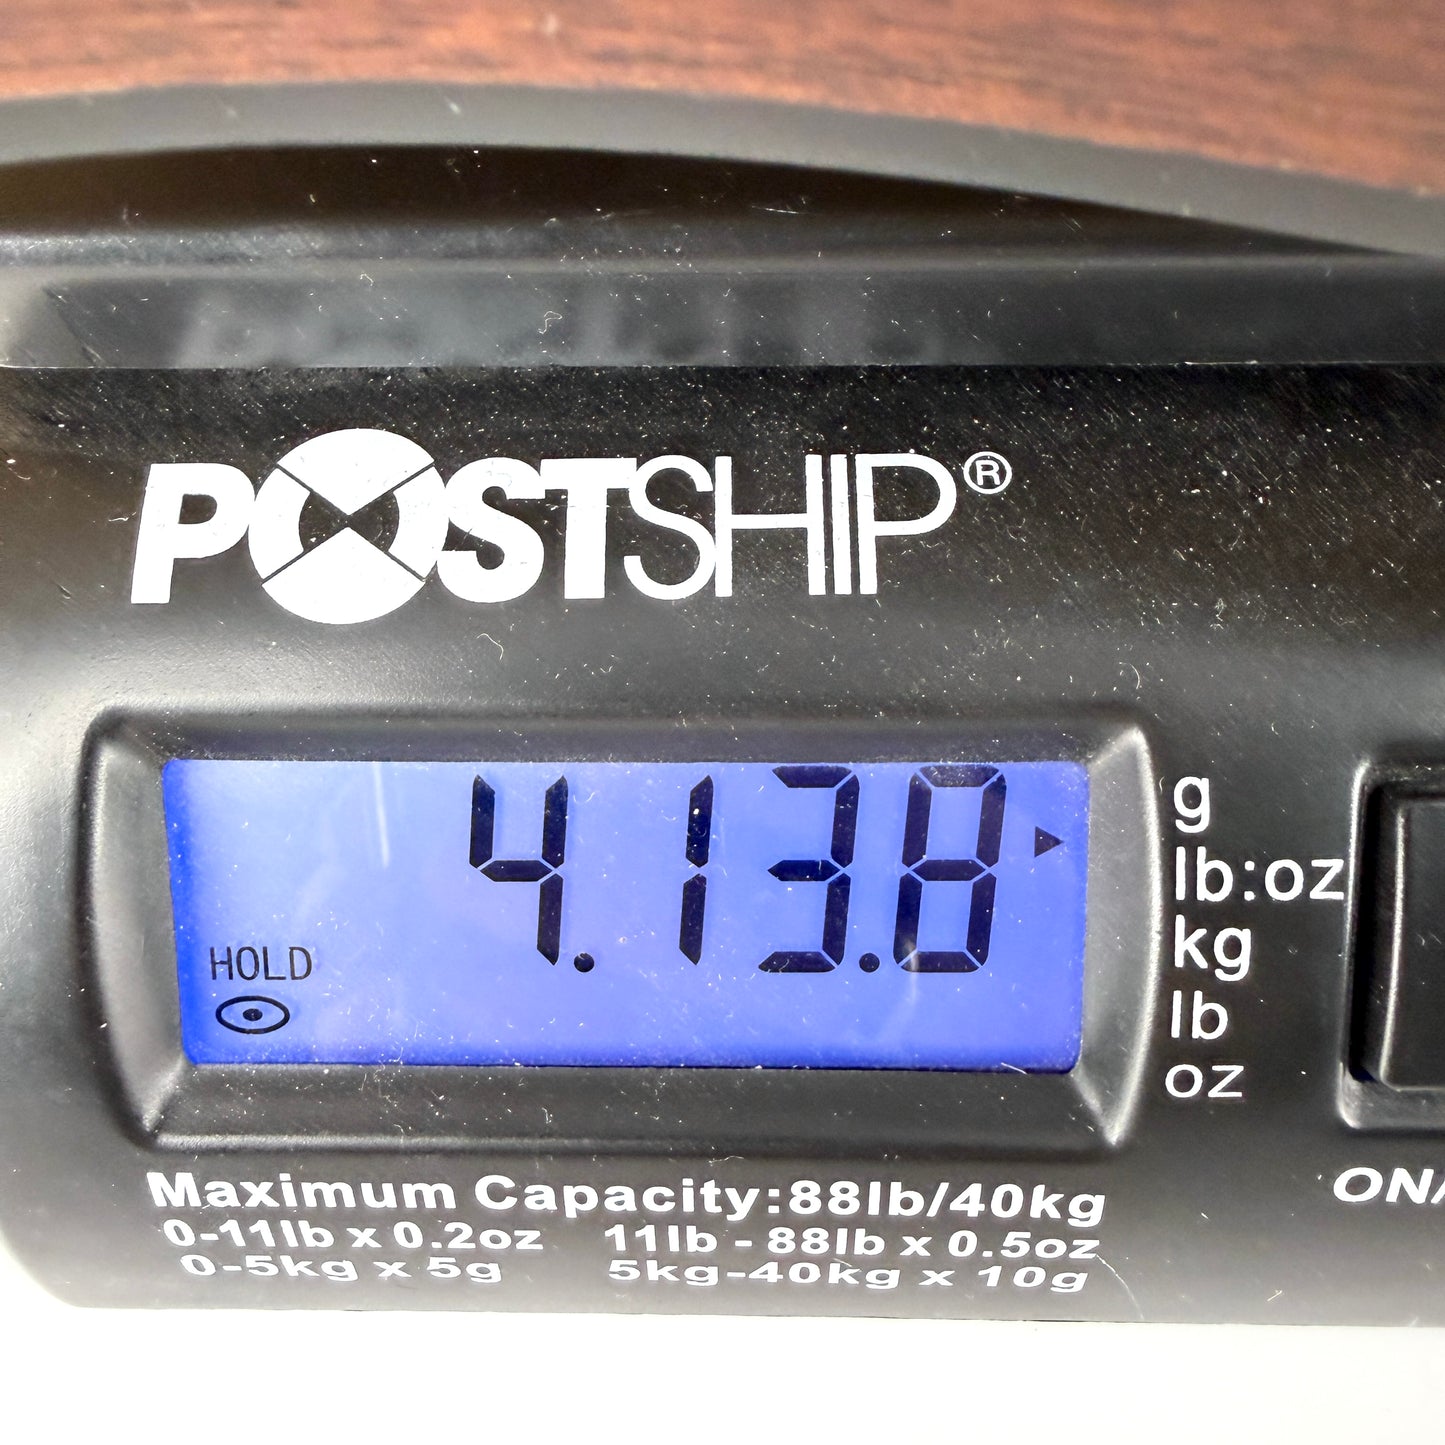 POSTSHIP®
4.13.8
HOLD
g
lb:oz
kg
lb
oz
Maximum Capacity:88lb/40kg
0-11lb x 0.2oz 11lb - 88lb x 0.5oz
0-5kg x 5g 5kg-40kg x 10g
ON/